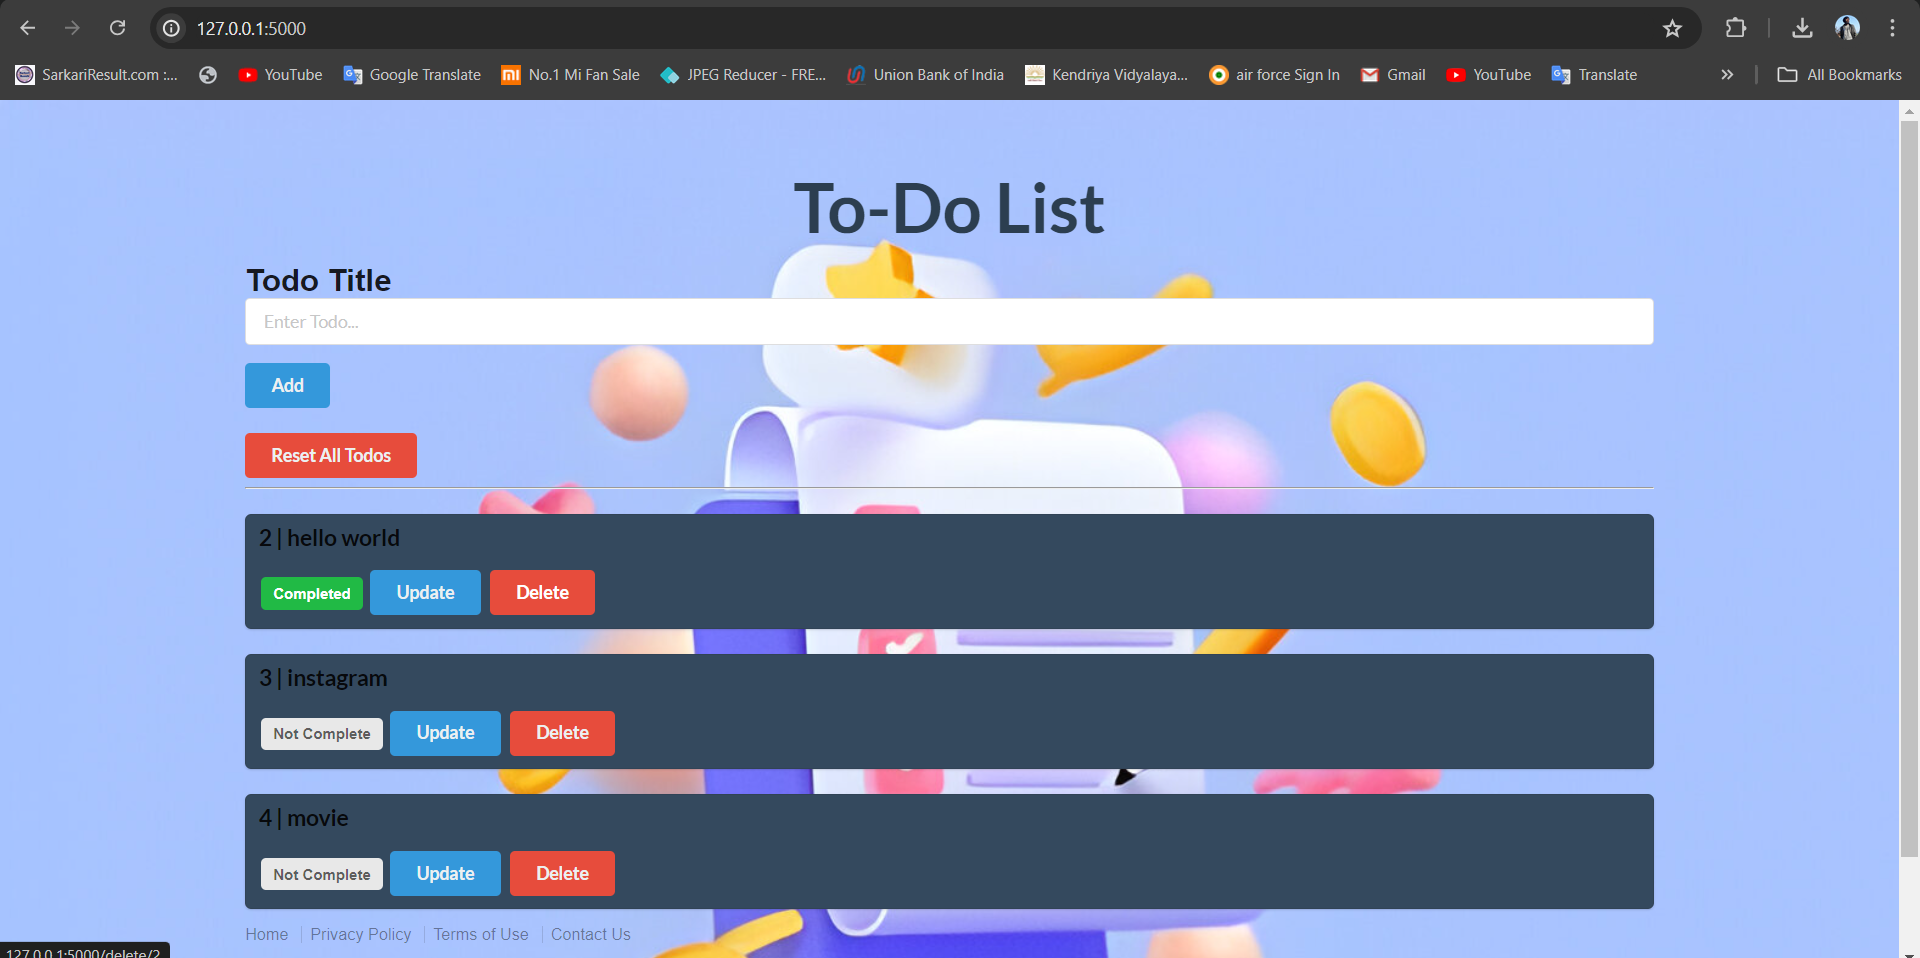 127.0.0.1:5000
SarkariResult.com :... YouTube Google Translate No.1 Mi Fan Sale JPEG Reducer - FRE... Union Bank of India Kendriya Vidyalaya... air force Sign In Gmail YouTube Translate » All Bookmarks
To-Do List
Todo Title
Enter Todo...
Add
Reset All Todos
2 | hello world
Completed Update Delete
3 | instagram
Not Complete Update Delete
4 | movie
Not Complete Update Delete
Home Privacy Policy Terms of Use Contact Us
127.0.0.1:5000/delete/2